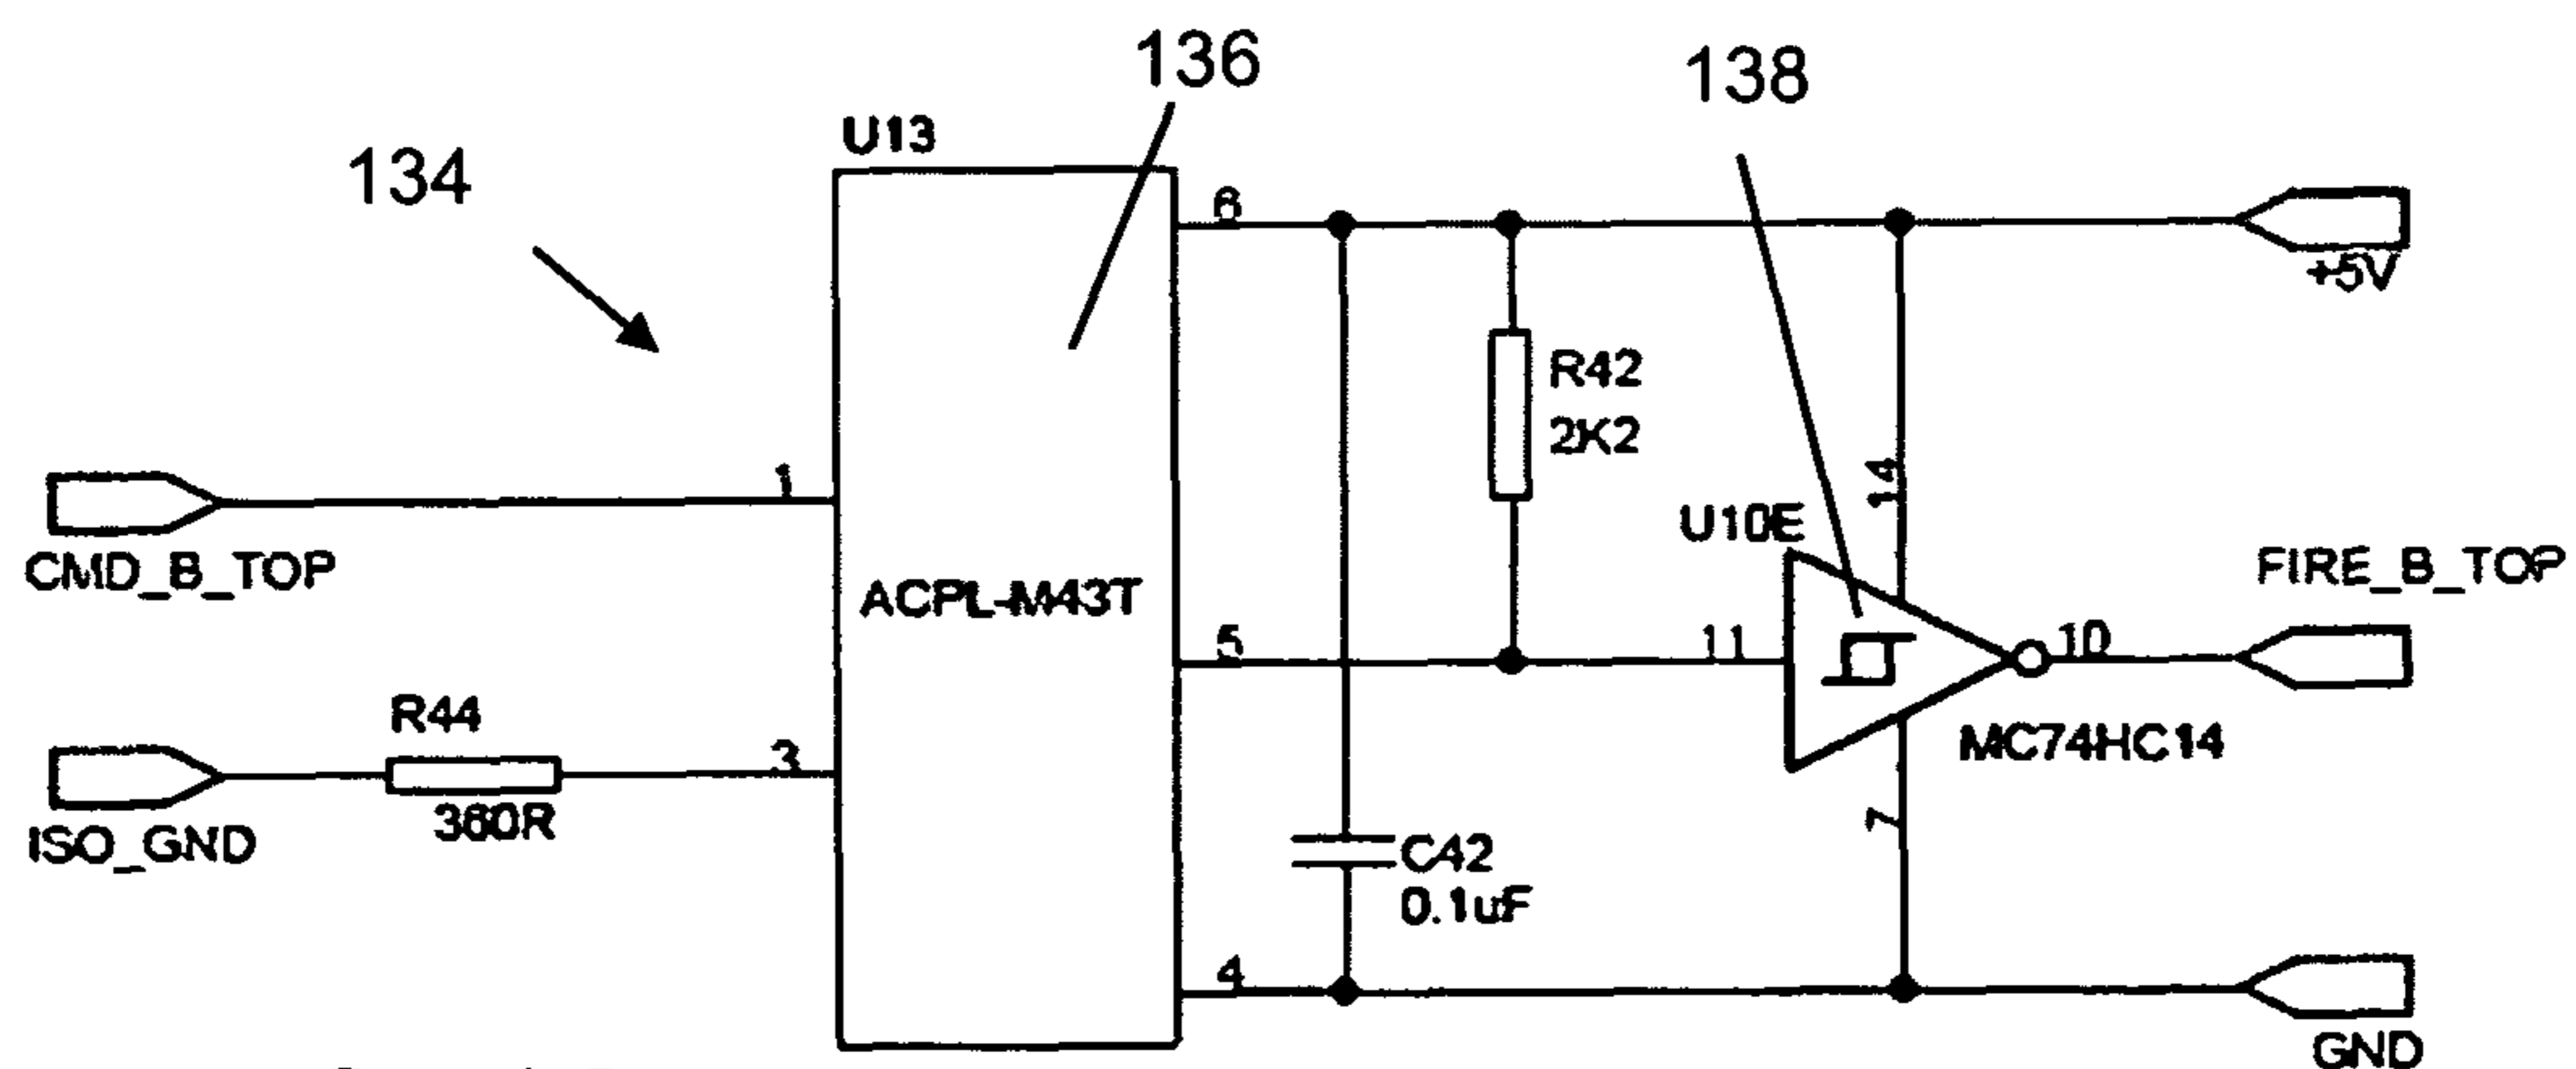 136
138
134
U13
6
+5V
R42
2K2
14
U10E
1
CMD_B_TOP
ACPL-M43T
5
11
10
FIRE_B_TOP
R44
3
MC74HC14
ISO_GND
7
C42
0.1uF
4
GND